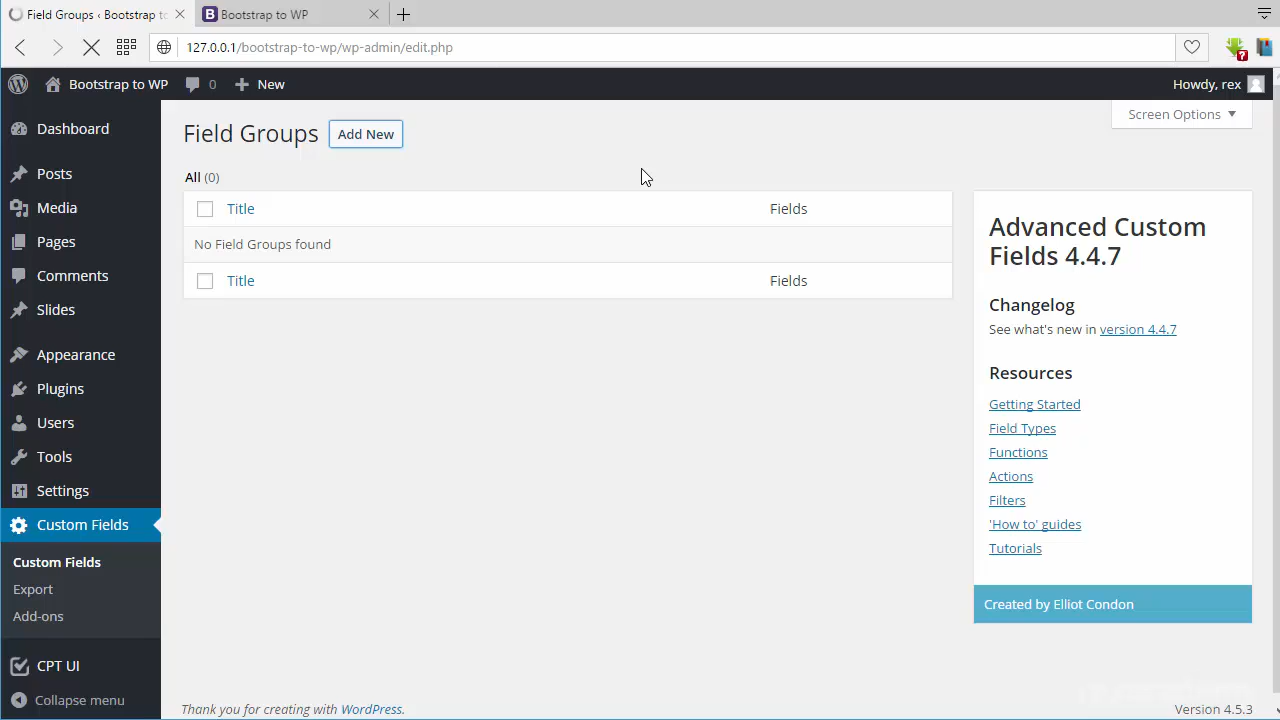 Field Groups ‹ Bootstrap to
Bootstrap to WP
127.0.0.1/bootstrap-to-wp/wp-admin/edit.php
Bootstrap to WP
0
New
Howdy, rex
Screen Options
Dashboard
Posts
Media
Pages
Comments
Slides
Appearance
Plugins
Users
Tools
Settings
Custom Fields
Custom Fields
Export
Add-ons
CPT UI
Collapse menu
Field Groups
Add New
All (0)
Title
Fields
No Field Groups found
Title
Fields
Advanced Custom
Fields 4.4.7
Changelog
See what's new in version 4.4.7
Resources
Getting Started
Field Types
Functions
Actions
Filters
'How to' guides
Tutorials
Created by Elliot Condon
Thank you for creating with WordPress.
Version 4.5.3